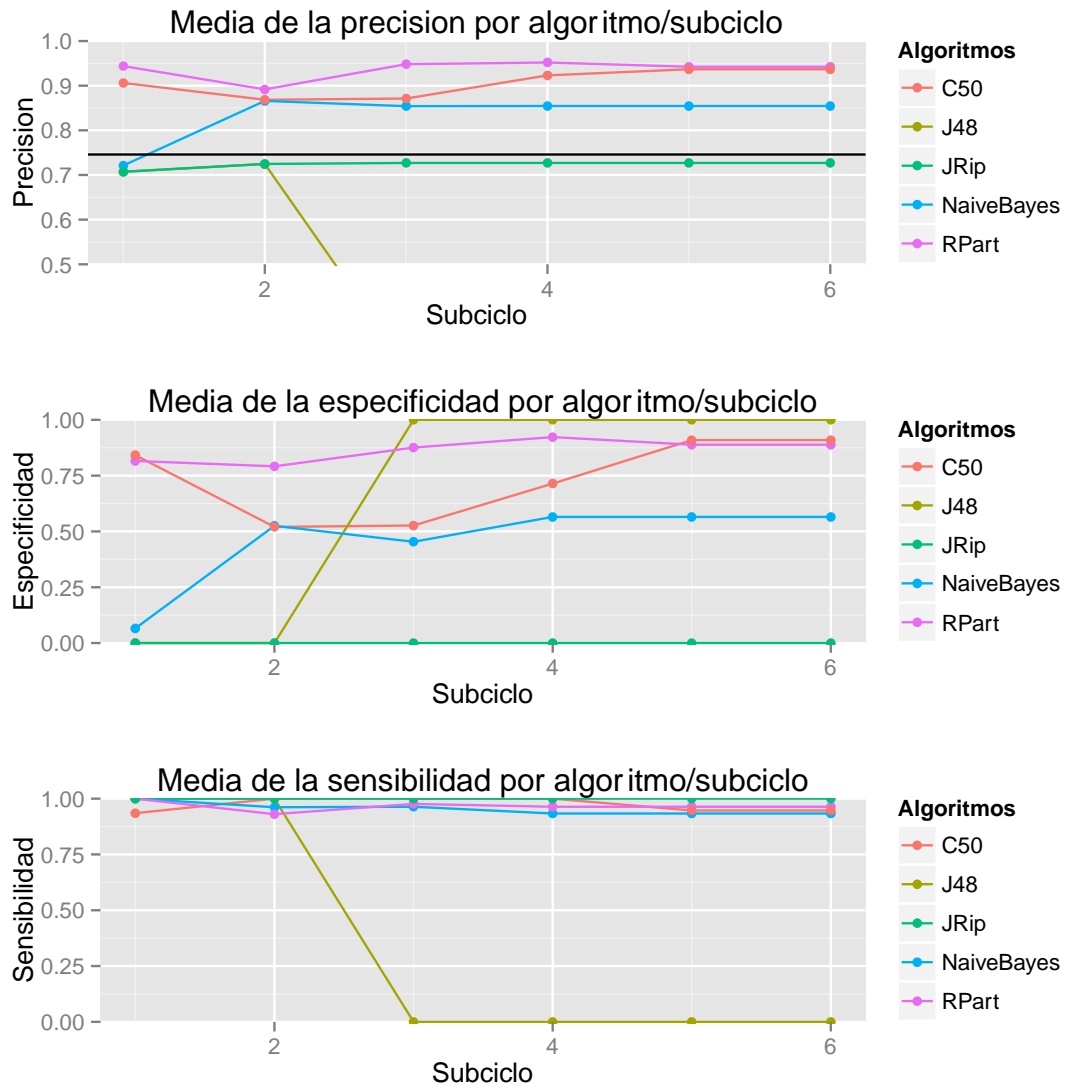 Media de la precision por algoritmo/subciclo
1.0
0.9
0.8
0.7
0.6
0.5
Precision
2
4
6
Subciclo
Algoritmos
C50
J48
JRip
NaiveBayes
RPart
Media de la especificidad por algoritmo/subciclo
1.00
0.75
0.50
0.25
0.00
Especificidad
2
4
6
Subciclo
Algoritmos
C50
J48
JRip
NaiveBayes
RPart
Media de la sensibilidad por algoritmo/subciclo
1.00
0.75
0.50
0.25
0.00
Sensibilidad
2
4
6
Subciclo
Algoritmos
C50
J48
JRip
NaiveBayes
RPart